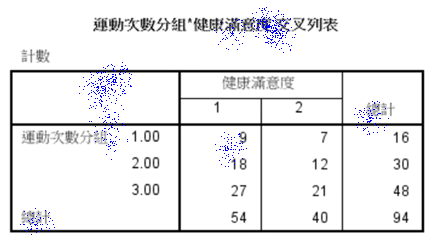 運動次數分組*健康滿意度 交叉列表
計數
健康滿意度
1 2 總計
運動次數分組 1.00 9 7 16
2.00 18 12 30
3.00 27 21 48
總計 54 40 94